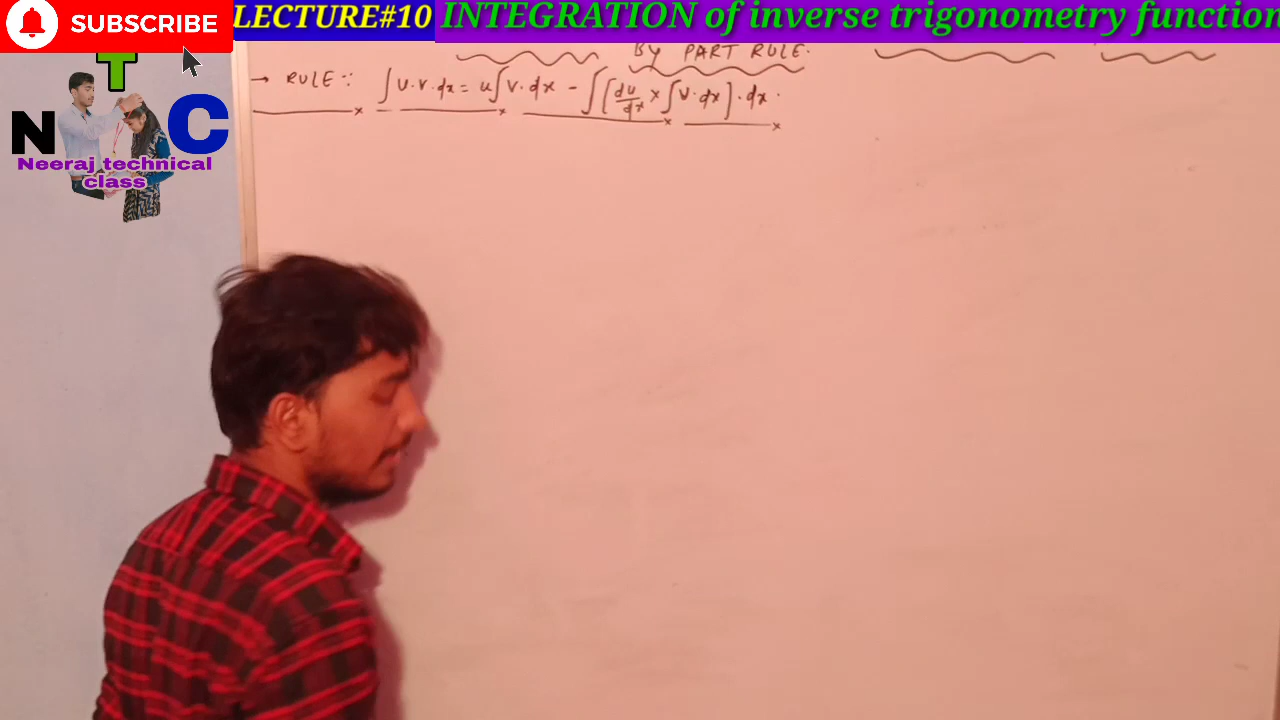 SUBSCRIBE LECTURE#10 INTEGRATION of inverse trigonometry function
BY PART RULE.
→ RULE :: ∫ U·V·dx = u∫V·dx - ∫[du/dx × ∫V·dx]·dx·
T
N C
Neeraj technical
class